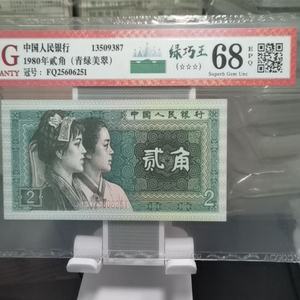 G
ANTY
中国人民银行 13509387
1980年贰角（青绿美翠）
冠号：FQ25606251
绿巧王
(☆☆☆)
68
EPQ
Superb Gem Unc
中国人民银行
贰角
2
2